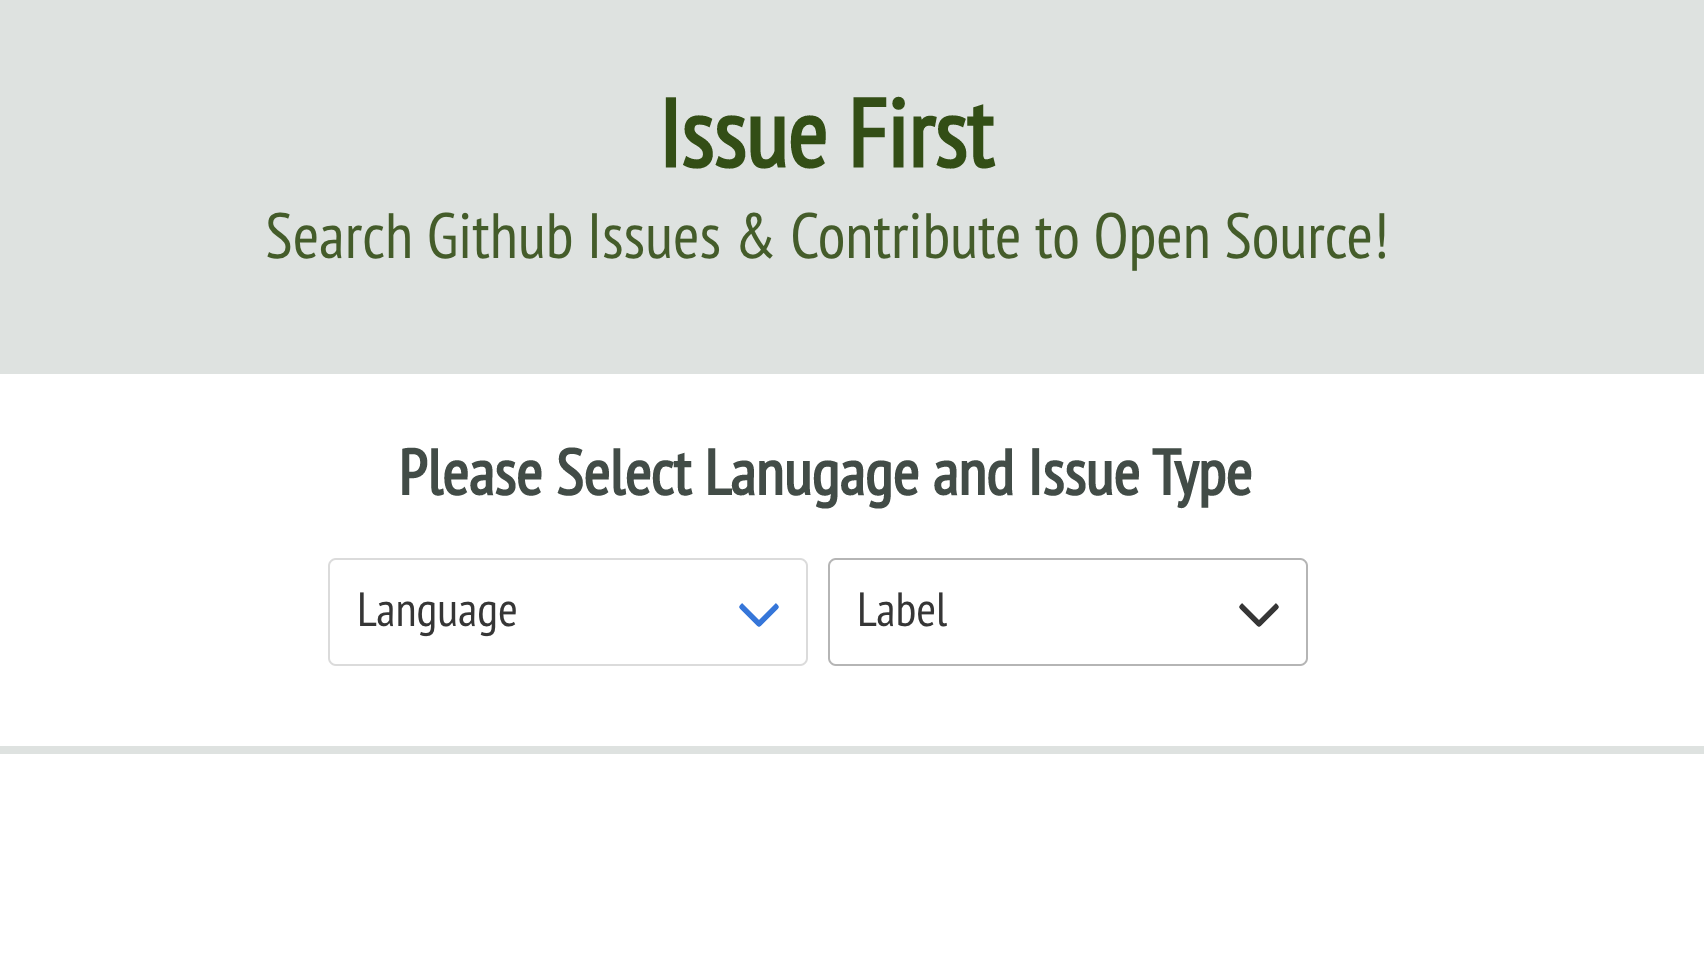 Issue First
Search Github Issues & Contribute to Open Source!
Please Select Lanugage and Issue Type
Language
Label